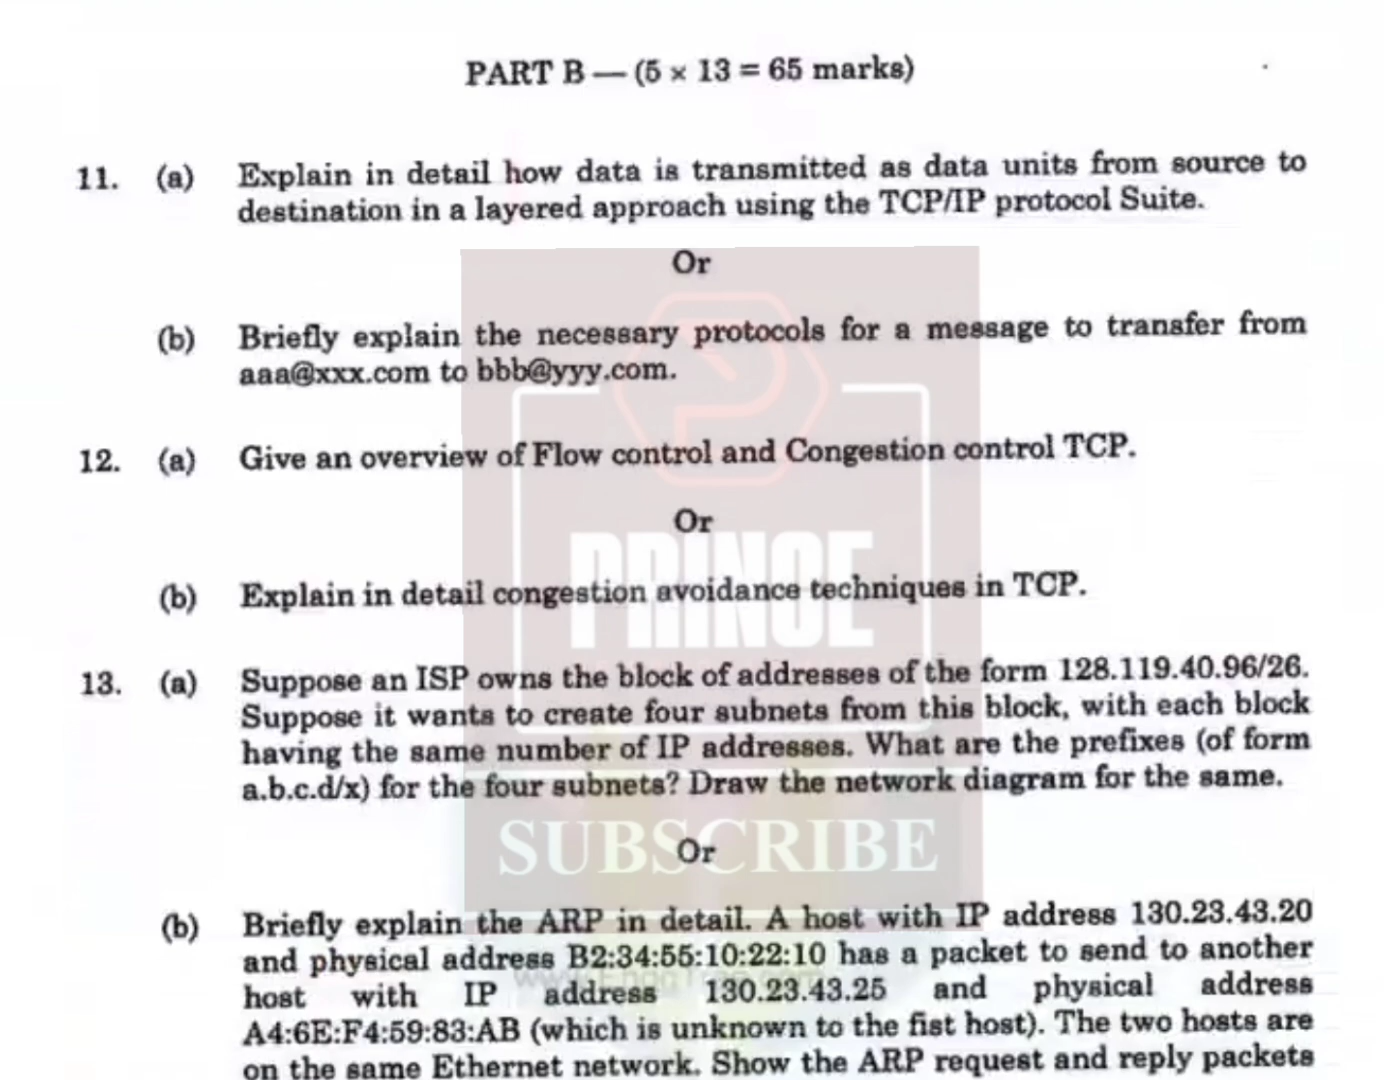 PART B — (5 × 13 = 65 marks)
11. (a) Explain in detail how data is transmitted as data units from source to
destination in a layered approach using the TCP/IP protocol Suite.
Or
(b) Briefly explain the necessary protocols for a message to transfer from
aaa@xxx.com to bbb@yyy.com.
12. (a) Give an overview of Flow control and Congestion control TCP.
Or
PRINCE
(b) Explain in detail congestion avoidance techniques in TCP.
13. (a) Suppose an ISP owns the block of addresses of the form 128.119.40.96/26.
Suppose it wants to create four subnets from this block, with each block
having the same number of IP addresses. What are the prefixes (of form
a.b.c.d/x) for the four subnets? Draw the network diagram for the same.
SUBSCRIBE
Or
(b) Briefly explain the ARP in detail. A host with IP address 130.23.43.20
and physical address B2:34:55:10:22:10 has a packet to send to another
host with IP address 130.23.43.25 and physical address
A4:6E:F4:59:83:AB (which is unknown to the fist host). The two hosts are
on the same Ethernet network. Show the ARP request and reply packets